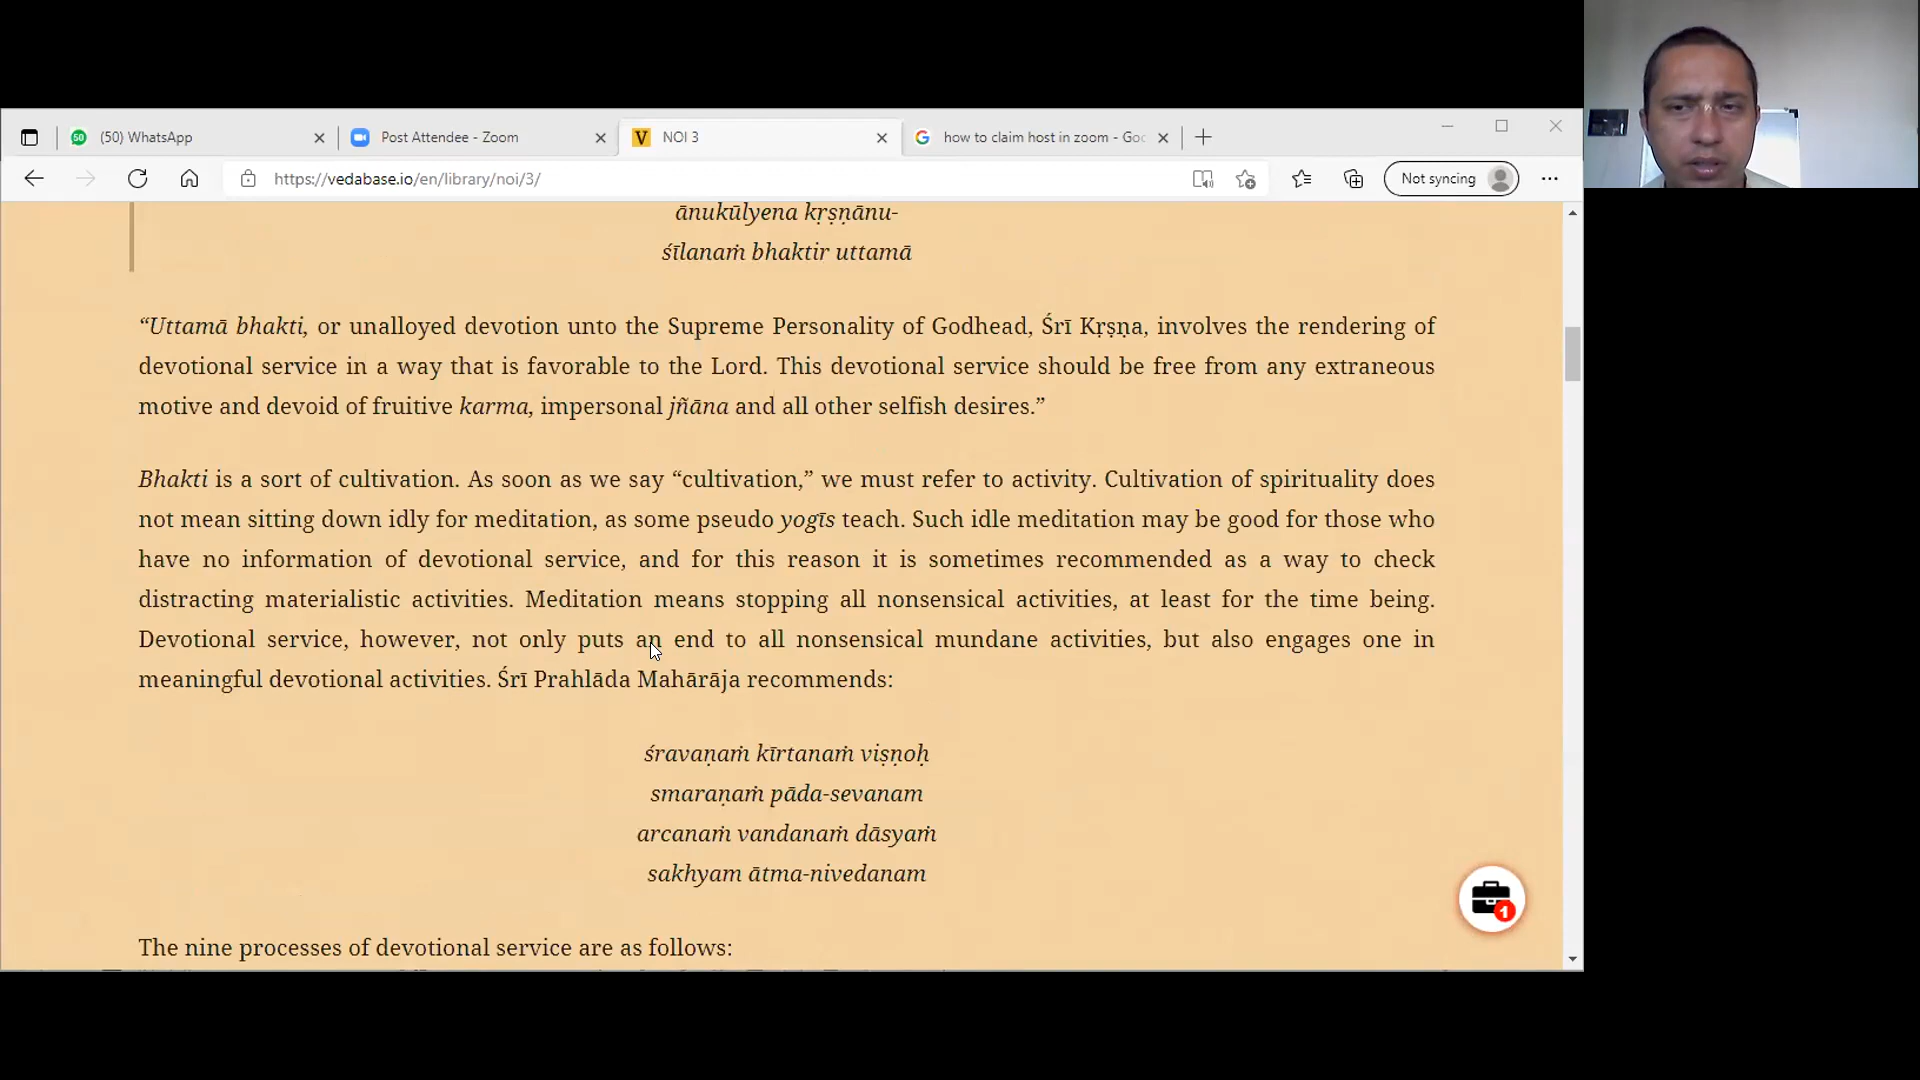 (50) WhatsApp
Post Attendee - Zoom
NOI 3
how to claim host in zoom - Goo
https://vedabase.io/en/library/noi/3/
Not syncing
ānukūlyena kṛṣṇānu-
śīlanaṁ bhaktir uttamā
“Uttamā bhakti, or unalloyed devotion unto the Supreme Personality of Godhead, Śrī Kṛṣṇa, involves the rendering of
devotional service in a way that is favorable to the Lord. This devotional service should be free from any extraneous
motive and devoid of fruitive karma, impersonal jñāna and all other selfish desires.”
Bhakti is a sort of cultivation. As soon as we say “cultivation,” we must refer to activity. Cultivation of spirituality does
not mean sitting down idly for meditation, as some pseudo yogīs teach. Such idle meditation may be good for those who
have no information of devotional service, and for this reason it is sometimes recommended as a way to check
distracting materialistic activities. Meditation means stopping all nonsensical activities, at least for the time being.
Devotional service, however, not only puts an end to all nonsensical mundane activities, but also engages one in
meaningful devotional activities. Śrī Prahlāda Mahārāja recommends:
śravaṇaṁ kīrtanaṁ viṣṇoḥ
smaraṇaṁ pāda-sevanam
arcanaṁ vandanaṁ dāsyaṁ
sakhyam ātma-nivedanam
1
The nine processes of devotional service are as follows: